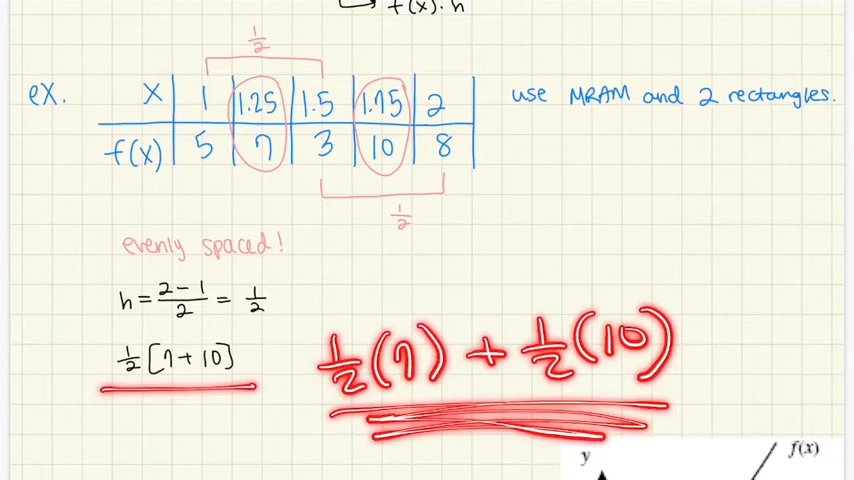 f(x)·h
1/2
ex. x | 1 | 1.25 | 1.5 | 1.75 | 2 | use MRAM and 2 rectangles.
f(x) | 5 | 7 | 3 | 10 | 8 |
1/2
evenly spaced!
h = (2-1)/2 = 1/2
1/2 [7 + 10]
1/2 (7) + 1/2 (10)
y f(x)